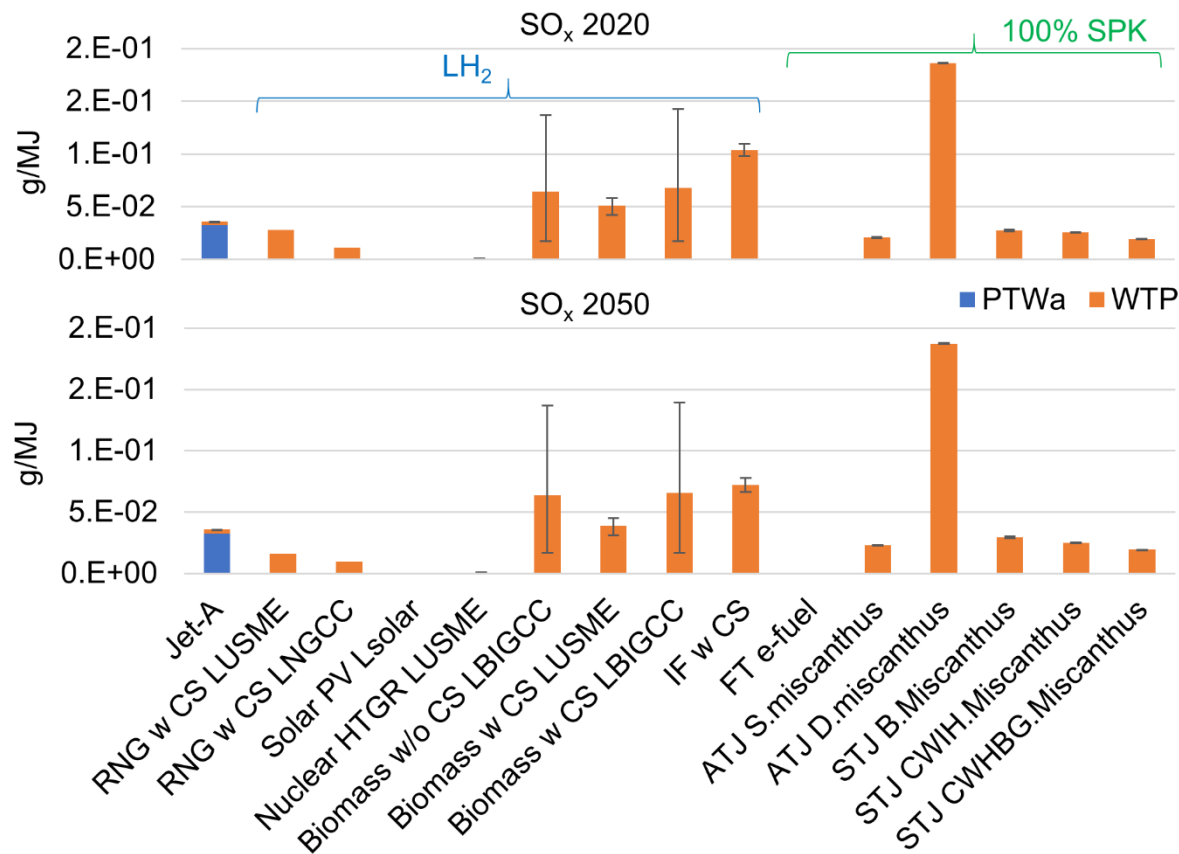 SOx 2020
100% SPK
LH2
g/MJ
2.E-01
2.E-01
1.E-01
5.E-02
0.E+00
PTWa WTP
SOx 2050
g/MJ
2.E-01
2.E-01
1.E-01
5.E-02
0.E+00
Jet-A
RNG w CS LUSME
RNG w CS LNGCC
Solar PV Lsolar
Nuclear HTGR LUSME
Biomass w/o CS LBIGCC
Biomass w CS LUSME
Biomass w CS LBIGCC
IF w CS
FT e-fuel
ATJ S.miscanthus
ATJ D.miscanthus
STJ B.Miscanthus
STJ CWIH.Miscanthus
STJ CWHBG.Miscanthus